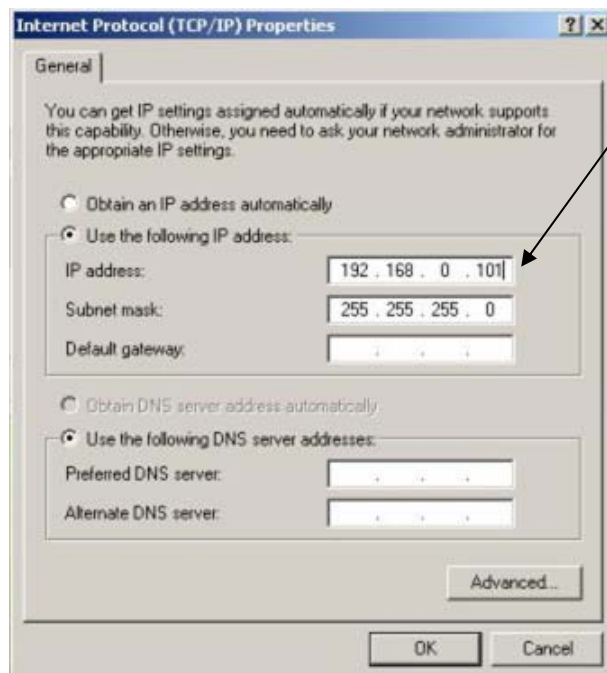 Internet Protocol (TCP/IP) Properties
General
You can get IP settings assigned automatically if your network supports
this capability. Otherwise, you need to ask your network administrator for
the appropriate IP settings.
Obtain an IP address automatically
Use the following IP address:
IP address: 192 . 168 . 0 . 101
Subnet mask: 255 . 255 . 255 . 0
Default gateway: . . .
Obtain DNS server address automatically
Use the following DNS server addresses:
Preferred DNS server: . . .
Alternate DNS server: . . .
Advanced...
OK Cancel